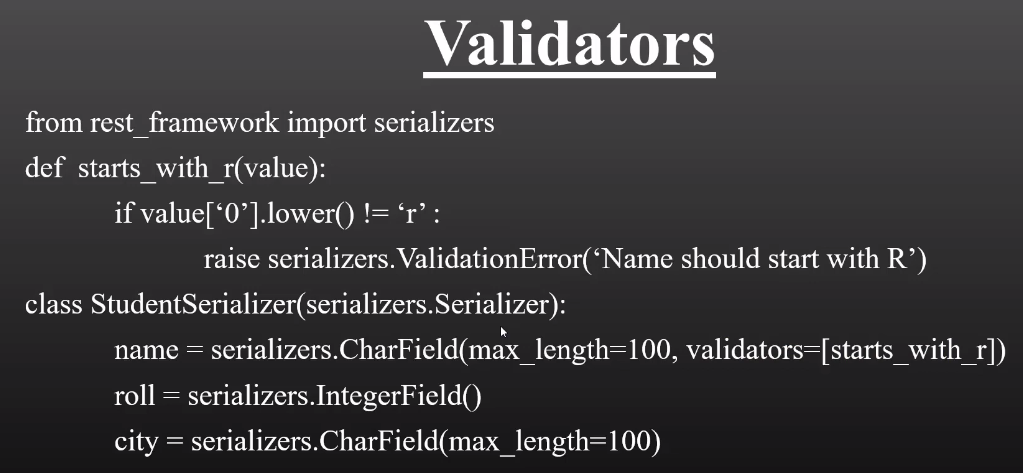 Validators
from rest_framework import serializers
def starts_with_r(value):
if value[‘0’].lower() != ‘r’ :
raise serializers.ValidationError(‘Name should start with R’)
class StudentSerializer(serializers.Serializer):
name = serializers.CharField(max_length=100, validators=[starts_with_r])
roll = serializers.IntegerField()
city = serializers.CharField(max_length=100)